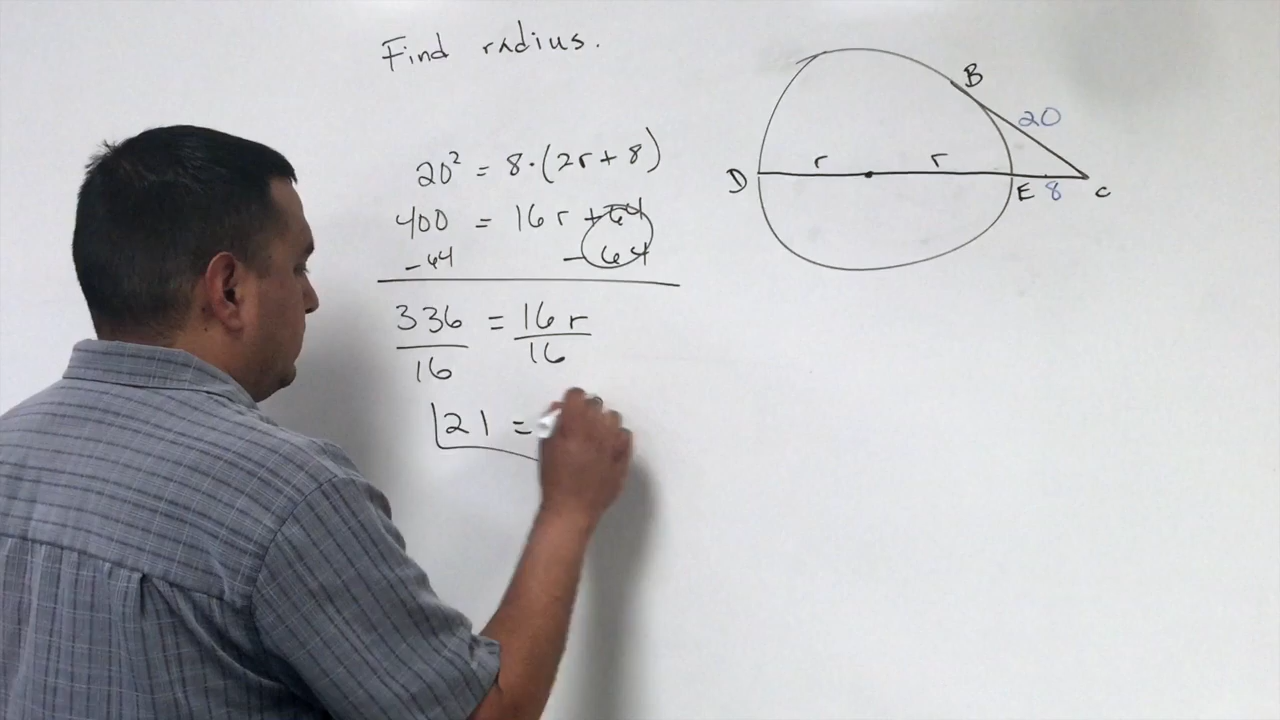 Find radius.
20² = 8·(2r + 8)
400 = 16r + 64
-64 - 64
336 = 16r
16 16
21 =
B
20
r r
D E 8 C